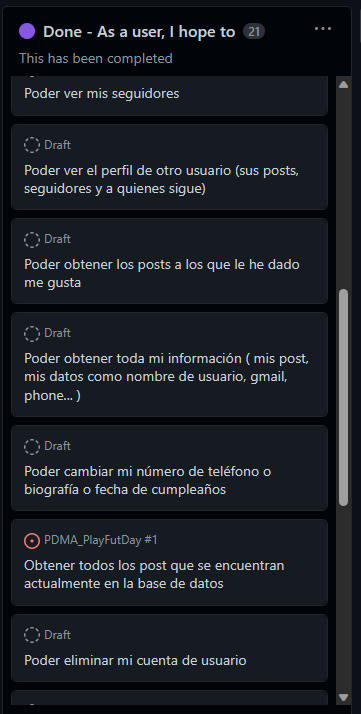 Done - As a user, I hope to 21 ...
This has been completed
Poder ver mis seguidores
Draft
Poder ver el perfil de otro usuario (sus posts,
seguidores y a quienes sigue)
Draft
Poder obtener los posts a los que le he dado
me gusta
Draft
Poder obtener toda mi información ( mis post,
mis datos como nombre de usuario, gmail,
phone... )
Draft
Poder cambiar mi número de teléfono o
biografía o fecha de cumpleaños
PDMA_PlayFutDay #1
Obtener todos los post que se encuentran
actualmente en la base de datos
Draft
Poder eliminar mi cuenta de usuario